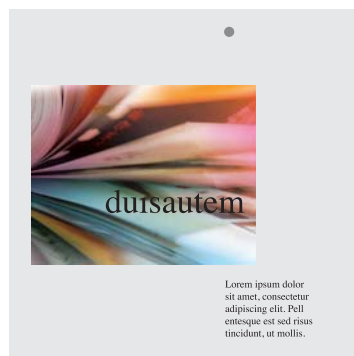 duisautem
Lorem ipsum dolor
sit amet, consectetur
adipiscing elit. Pell
entesque est sed risus
tincidunt, ut mollis.